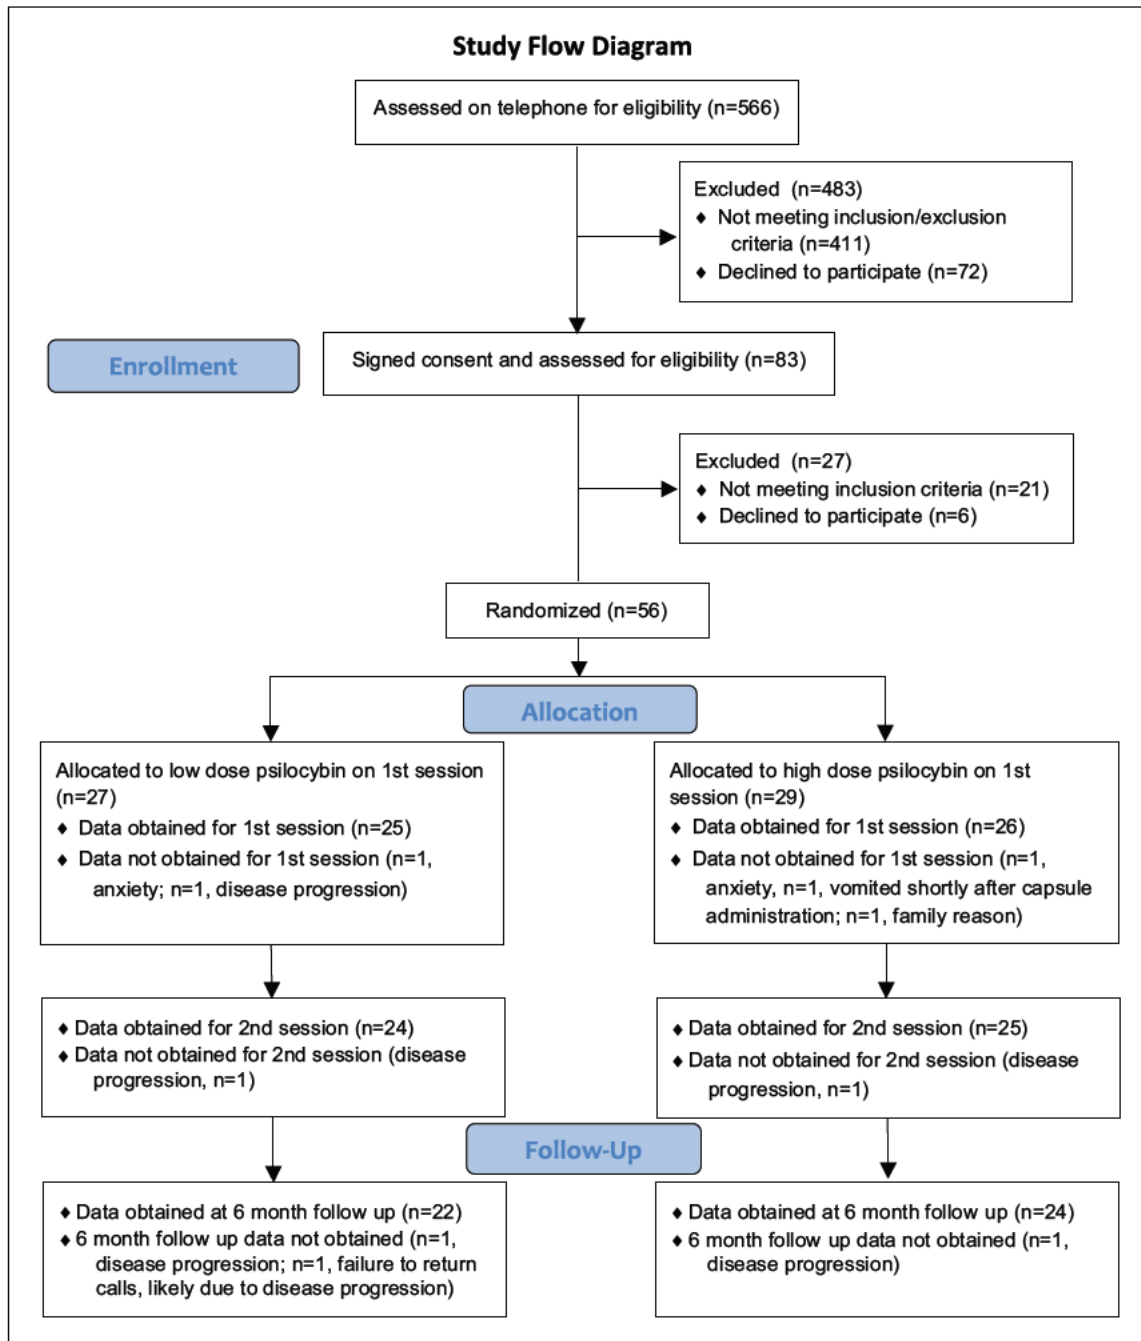 Study Flow Diagram
Assessed on telephone for eligibility (n=566)
Excluded (n=483)
♦ Not meeting inclusion/exclusion
criteria (n=411)
♦ Declined to participate (n=72)
Enrollment
Signed consent and assessed for eligibility (n=83)
Excluded (n=27)
♦ Not meeting inclusion criteria (n=21)
♦ Declined to participate (n=6)
Randomized (n=56)
Allocation
Allocated to low dose psilocybin on 1st session
(n=27)
♦ Data obtained for 1st session (n=25)
♦ Data not obtained for 1st session (n=1,
anxiety; n=1, disease progression)
Allocated to high dose psilocybin on 1st
session (n=29)
♦ Data obtained for 1st session (n=26)
♦ Data not obtained for 1st session (n=1,
anxiety, n=1, vomited shortly after capsule
administration; n=1, family reason)
♦ Data obtained for 2nd session (n=24)
♦ Data not obtained for 2nd session (disease
progression, n=1)
♦ Data obtained for 2nd session (n=25)
♦ Data not obtained for 2nd session (disease
progression, n=1)
Follow-Up
♦ Data obtained at 6 month follow up (n=22)
♦ 6 month follow up data not obtained (n=1,
disease progression; n=1, failure to return
calls, likely due to disease progression)
♦ Data obtained at 6 month follow up (n=24)
♦ 6 month follow up data not obtained (n=1,
disease progression)